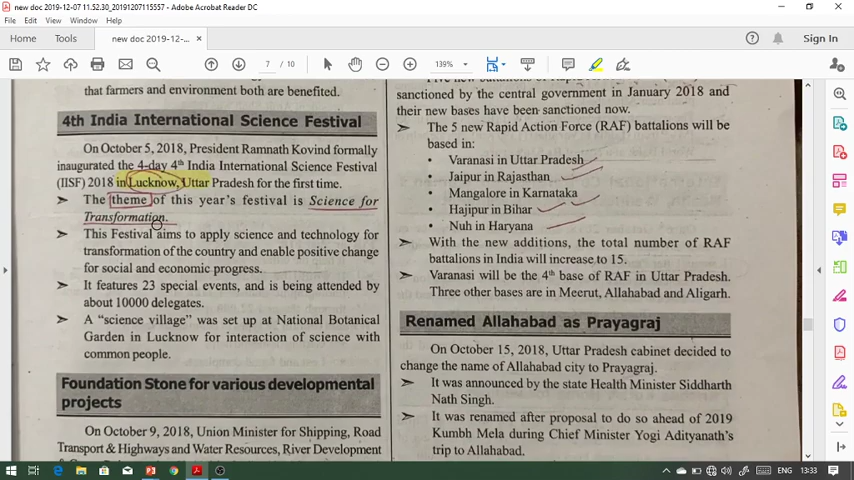 new doc 2019-12-07 11.52.30_20191207115557 - Adobe Acrobat Reader DC
File Edit View Window Help
Home Tools new doc 2019-12-... × Sign In
7 / 10 139%
that farmers and environment both are benefited.
4th India International Science Festival
On October 5, 2018, President Ramnath Kovind formally
inaugurated the 4-day 4th India International Science Festival
(IISF) 2018 in Lucknow, Uttar Pradesh for the first time.
➢ The theme of this year's festival is Science for
Transformation.
➢ This Festival aims to apply science and technology for
transformation of the country and enable positive change
for social and economic progress.
➢ It features 23 special events, and is being attended by
about 10000 delegates.
➢ A “science village” was set up at National Botanical
Garden in Lucknow for interaction of science with
common people.
Foundation Stone for various developmental
projects
On October 9, 2018, Union Minister for Shipping, Road
Transport & Highways and Water Resources, River Development
sanctioned by the central government in January 2018 and
their new bases have been sanctioned now.
➢ The 5 new Rapid Action Force (RAF) battalions will be
based in:
• Varanasi in Uttar Pradesh
• Jaipur in Rajasthan
• Mangalore in Karnataka
• Hajipur in Bihar
• Nuh in Haryana
➢ With the new additions, the total number of RAF
battalions in India will increase to 15.
➢ Varanasi will be the 4th base of RAF in Uttar Pradesh.
Three other bases are in Meerut, Allahabad and Aligarh.
Renamed Allahabad as Prayagraj
On October 15, 2018, Uttar Pradesh cabinet decided to
change the name of Allahabad city to Prayagraj.
➢ It was announced by the state Health Minister Siddharth
Nath Singh.
➢ It was renamed after proposal to do so ahead of 2019
Kumbh Mela during Chief Minister Yogi Adityanath's
trip to Allahabad.
ENG 13:33